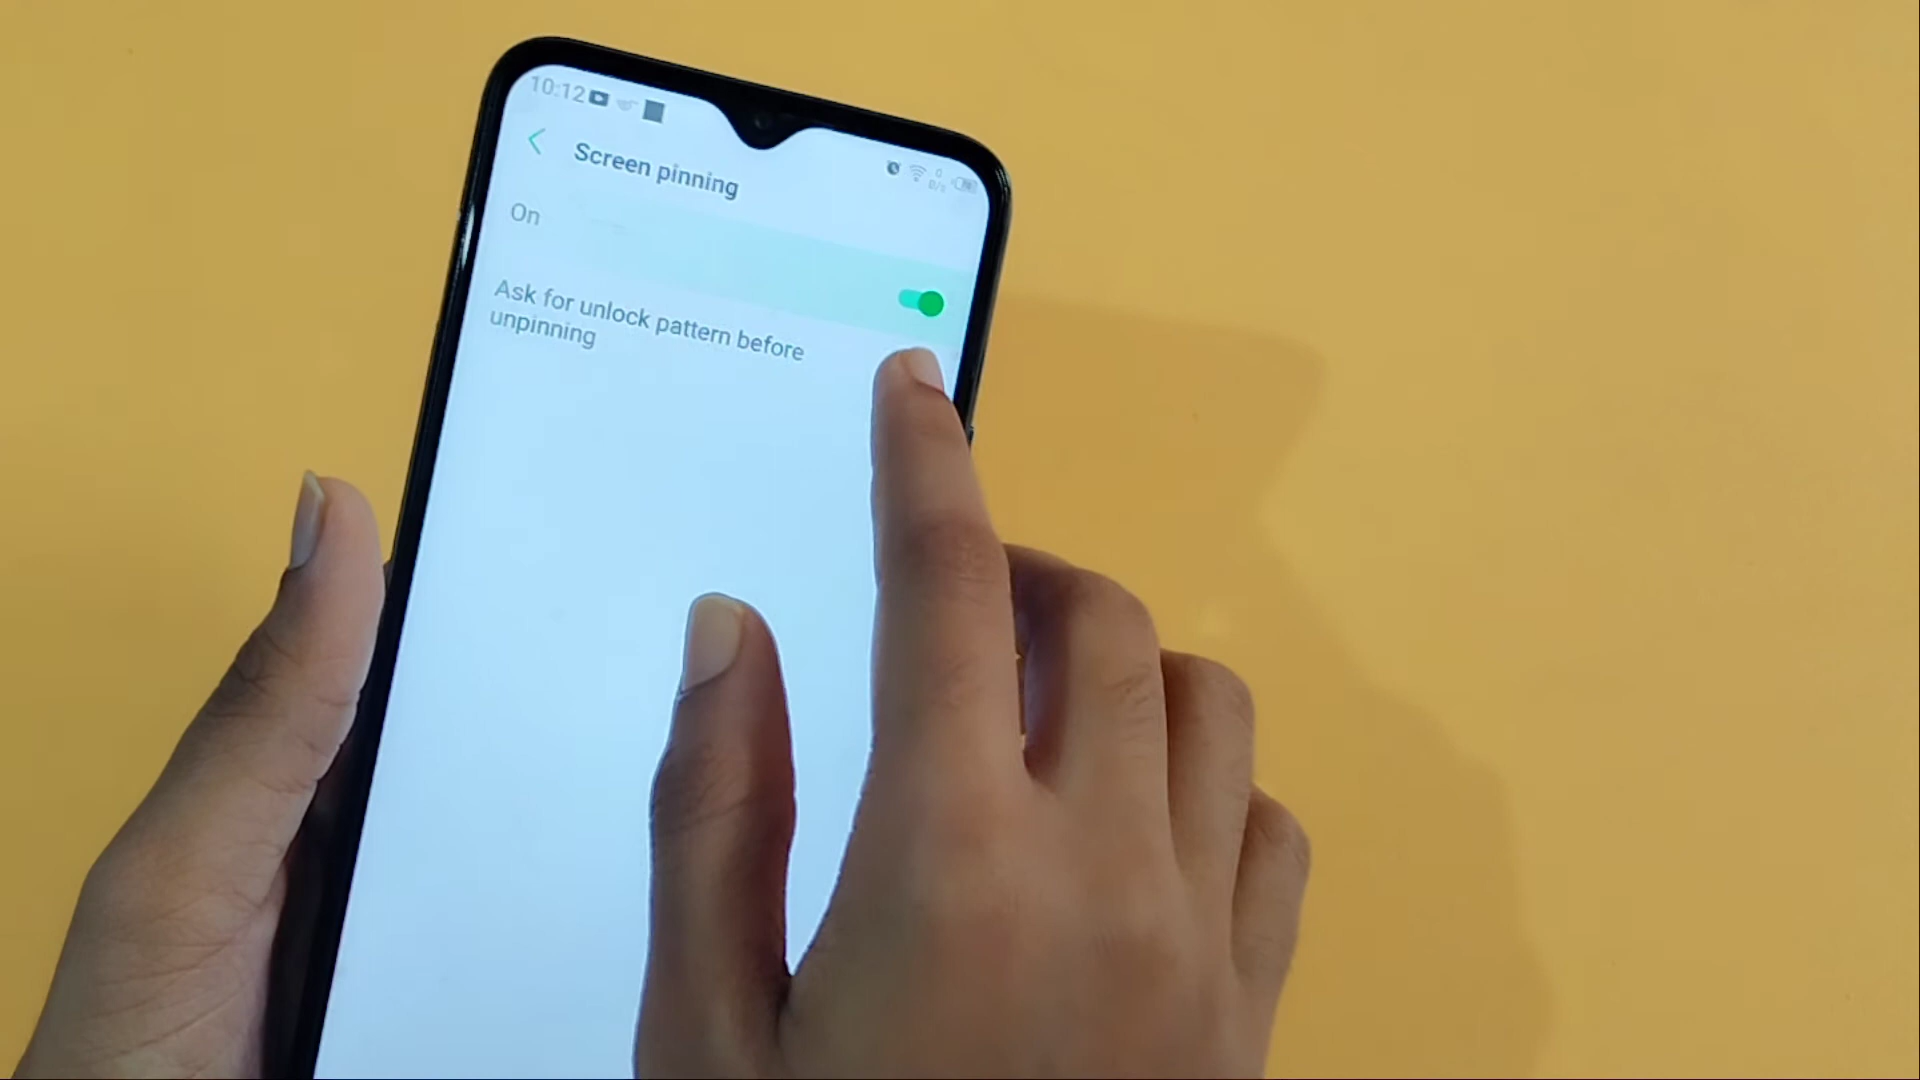 10:12
Screen pinning
On
Ask for unlock pattern before
unpinning